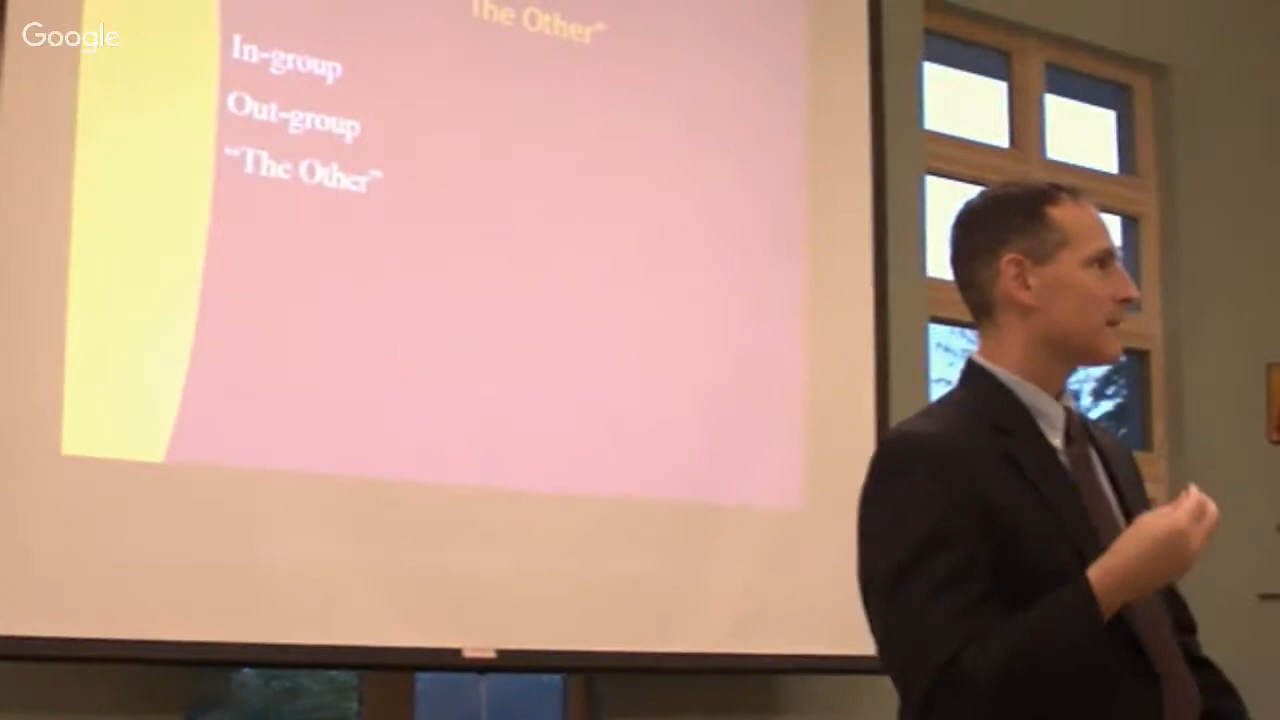 Google
The Other"
In-group
Out-group
“The Other”